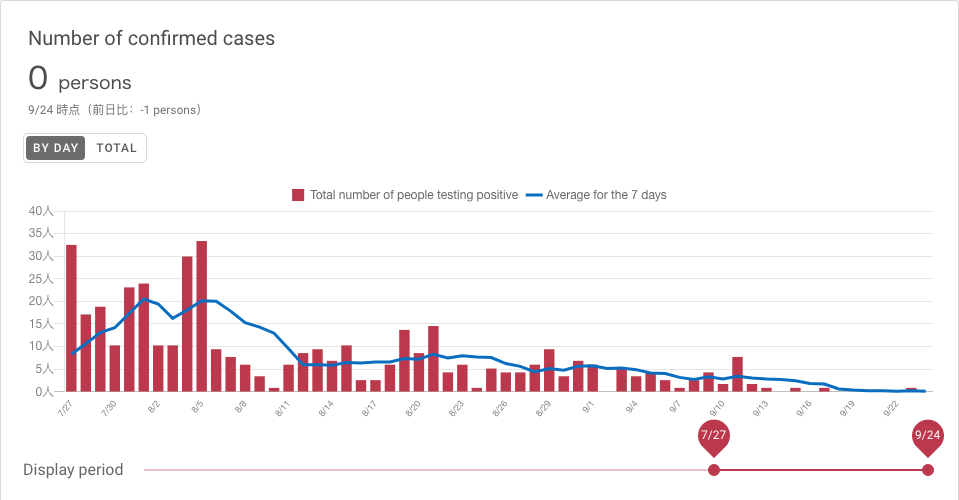 Number of confirmed cases
0 persons
9/24 時点（前日比：-1 persons）
BY DAY TOTAL
Total number of people testing positive Average for the 7 days
40人
35人
30人
25人
20人
15人
10人
5人
0人
7/27 7/30 8/2 8/5 8/8 8/11 8/14 8/17 8/20 8/23 8/26 8/29 9/1 9/4 9/7 9/10 9/13 9/16 9/19 9/22
7/27 9/24
Display period